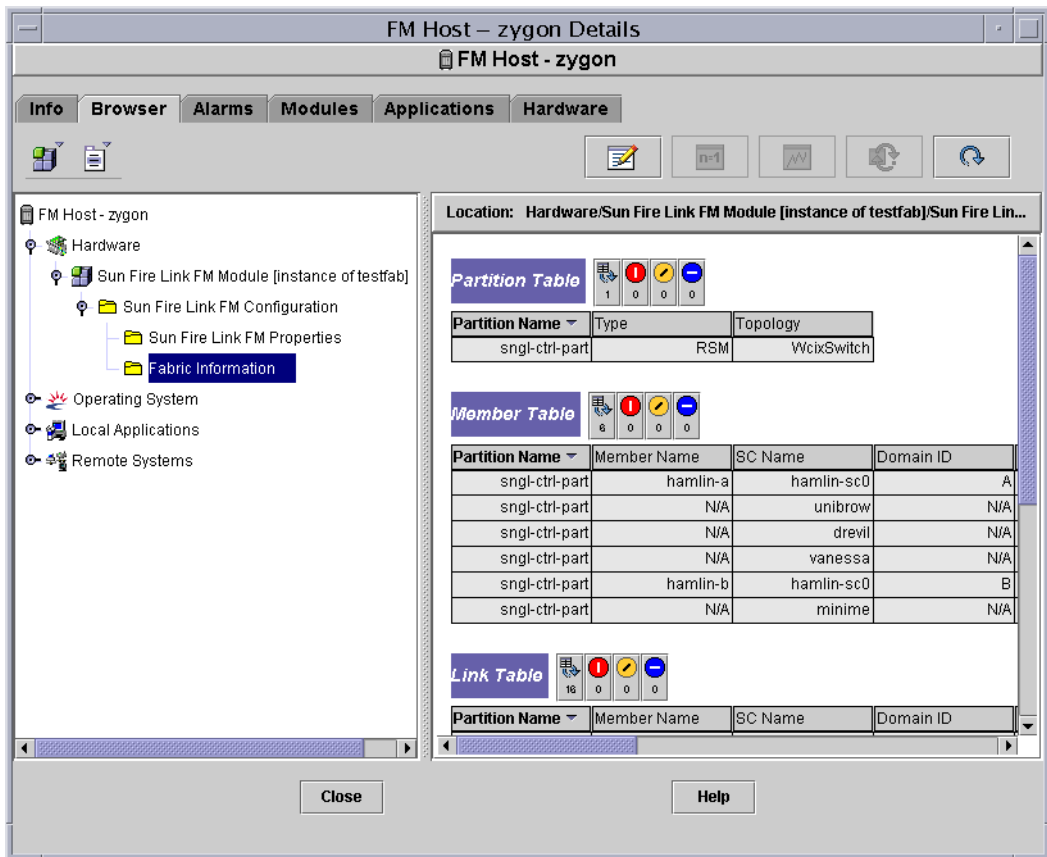 FM Host – zygon Details
FM Host - zygon
Info Browser Alarms Modules Applications Hardware
n=1
FM Host - zygon
Hardware
Sun Fire Link FM Module [instance of testfab]
Sun Fire Link FM Configuration
Sun Fire Link FM Properties
Fabric Information
Operating System
Local Applications
Remote Systems
Location: Hardware/Sun Fire Link FM Module [instance of testfab]/Sun Fire Lin...
Partition Table 1 0 0 0
Partition Name Type Topology
sngl-ctrl-part RSM WcixSwitch
Member Table 6 0 0 0
Partition Name Member Name SC Name Domain ID
sngl-ctrl-part hamlin-a hamlin-sc0 A
sngl-ctrl-part N/A unibrow N/A
sngl-ctrl-part N/A drevil N/A
sngl-ctrl-part N/A vanessa N/A
sngl-ctrl-part hamlin-b hamlin-sc0 B
sngl-ctrl-part N/A minime N/A
Link Table 16 0 0 0
Partition Name Member Name SC Name Domain ID
Close Help